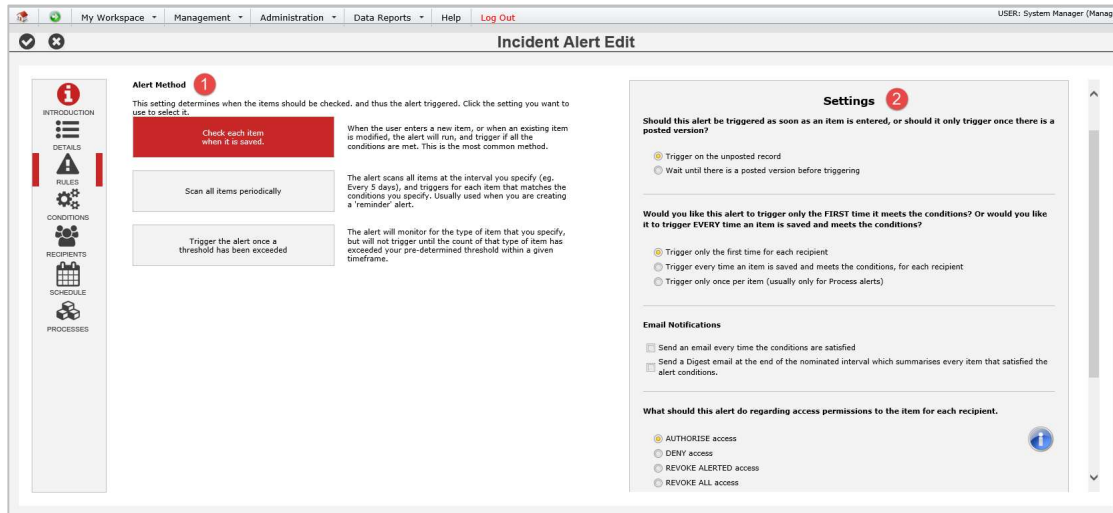 My Workspace
Management
Administration
Data Reports
Help
Log Out
USER: System Manager (Manag
Incident Alert Edit
INTRODUCTION
DETAILS
RULES
CONDITIONS
RECIPIENTS
SCHEDULE
PROCESSES
Alert Method 1
This setting determines when the items should be checked. and thus the alert triggered. Click the setting you want to
use to select it.
Check each item
when it is saved.
When the user enters a new item, or when an existing item
is modified, the alert will run, and trigger if all the
conditions are met. This is the most common method.
Scan all items periodically
The alert scans all items at the interval you specify (eg.
Every 5 days), and triggers for each item that matches the
conditions you specify. Usually used when you are creating
a 'reminder' alert.
Trigger the alert once a
threshold has been exceeded
The alert will monitor for the type of item that you specify,
but will not trigger until the count of that type of item has
exceeded your pre-determined threshold within a given
timeframe.
Settings 2
Should this alert be triggered as soon as an item is entered, or should it only trigger once there is a
posted version?
Trigger on the unposted record
Wait until there is a posted version before triggering
Would you like this alert to trigger only the FIRST time it meets the conditions? Or would you like
it to trigger EVERY time an item is saved and meets the conditions?
Trigger only the first time for each recipient
Trigger every time an item is saved and meets the conditions, for each recipient
Trigger only once per item (usually only for Process alerts)
Email Notifications
Send an email every time the conditions are satisfied
Send a Digest email at the end of the nominated interval which summarises every item that satisfied the
alert conditions.
What should this alert do regarding access permissions to the item for each recipient.
AUTHORISE access
DENY access
REVOKE ALERTED access
REVOKE ALL access